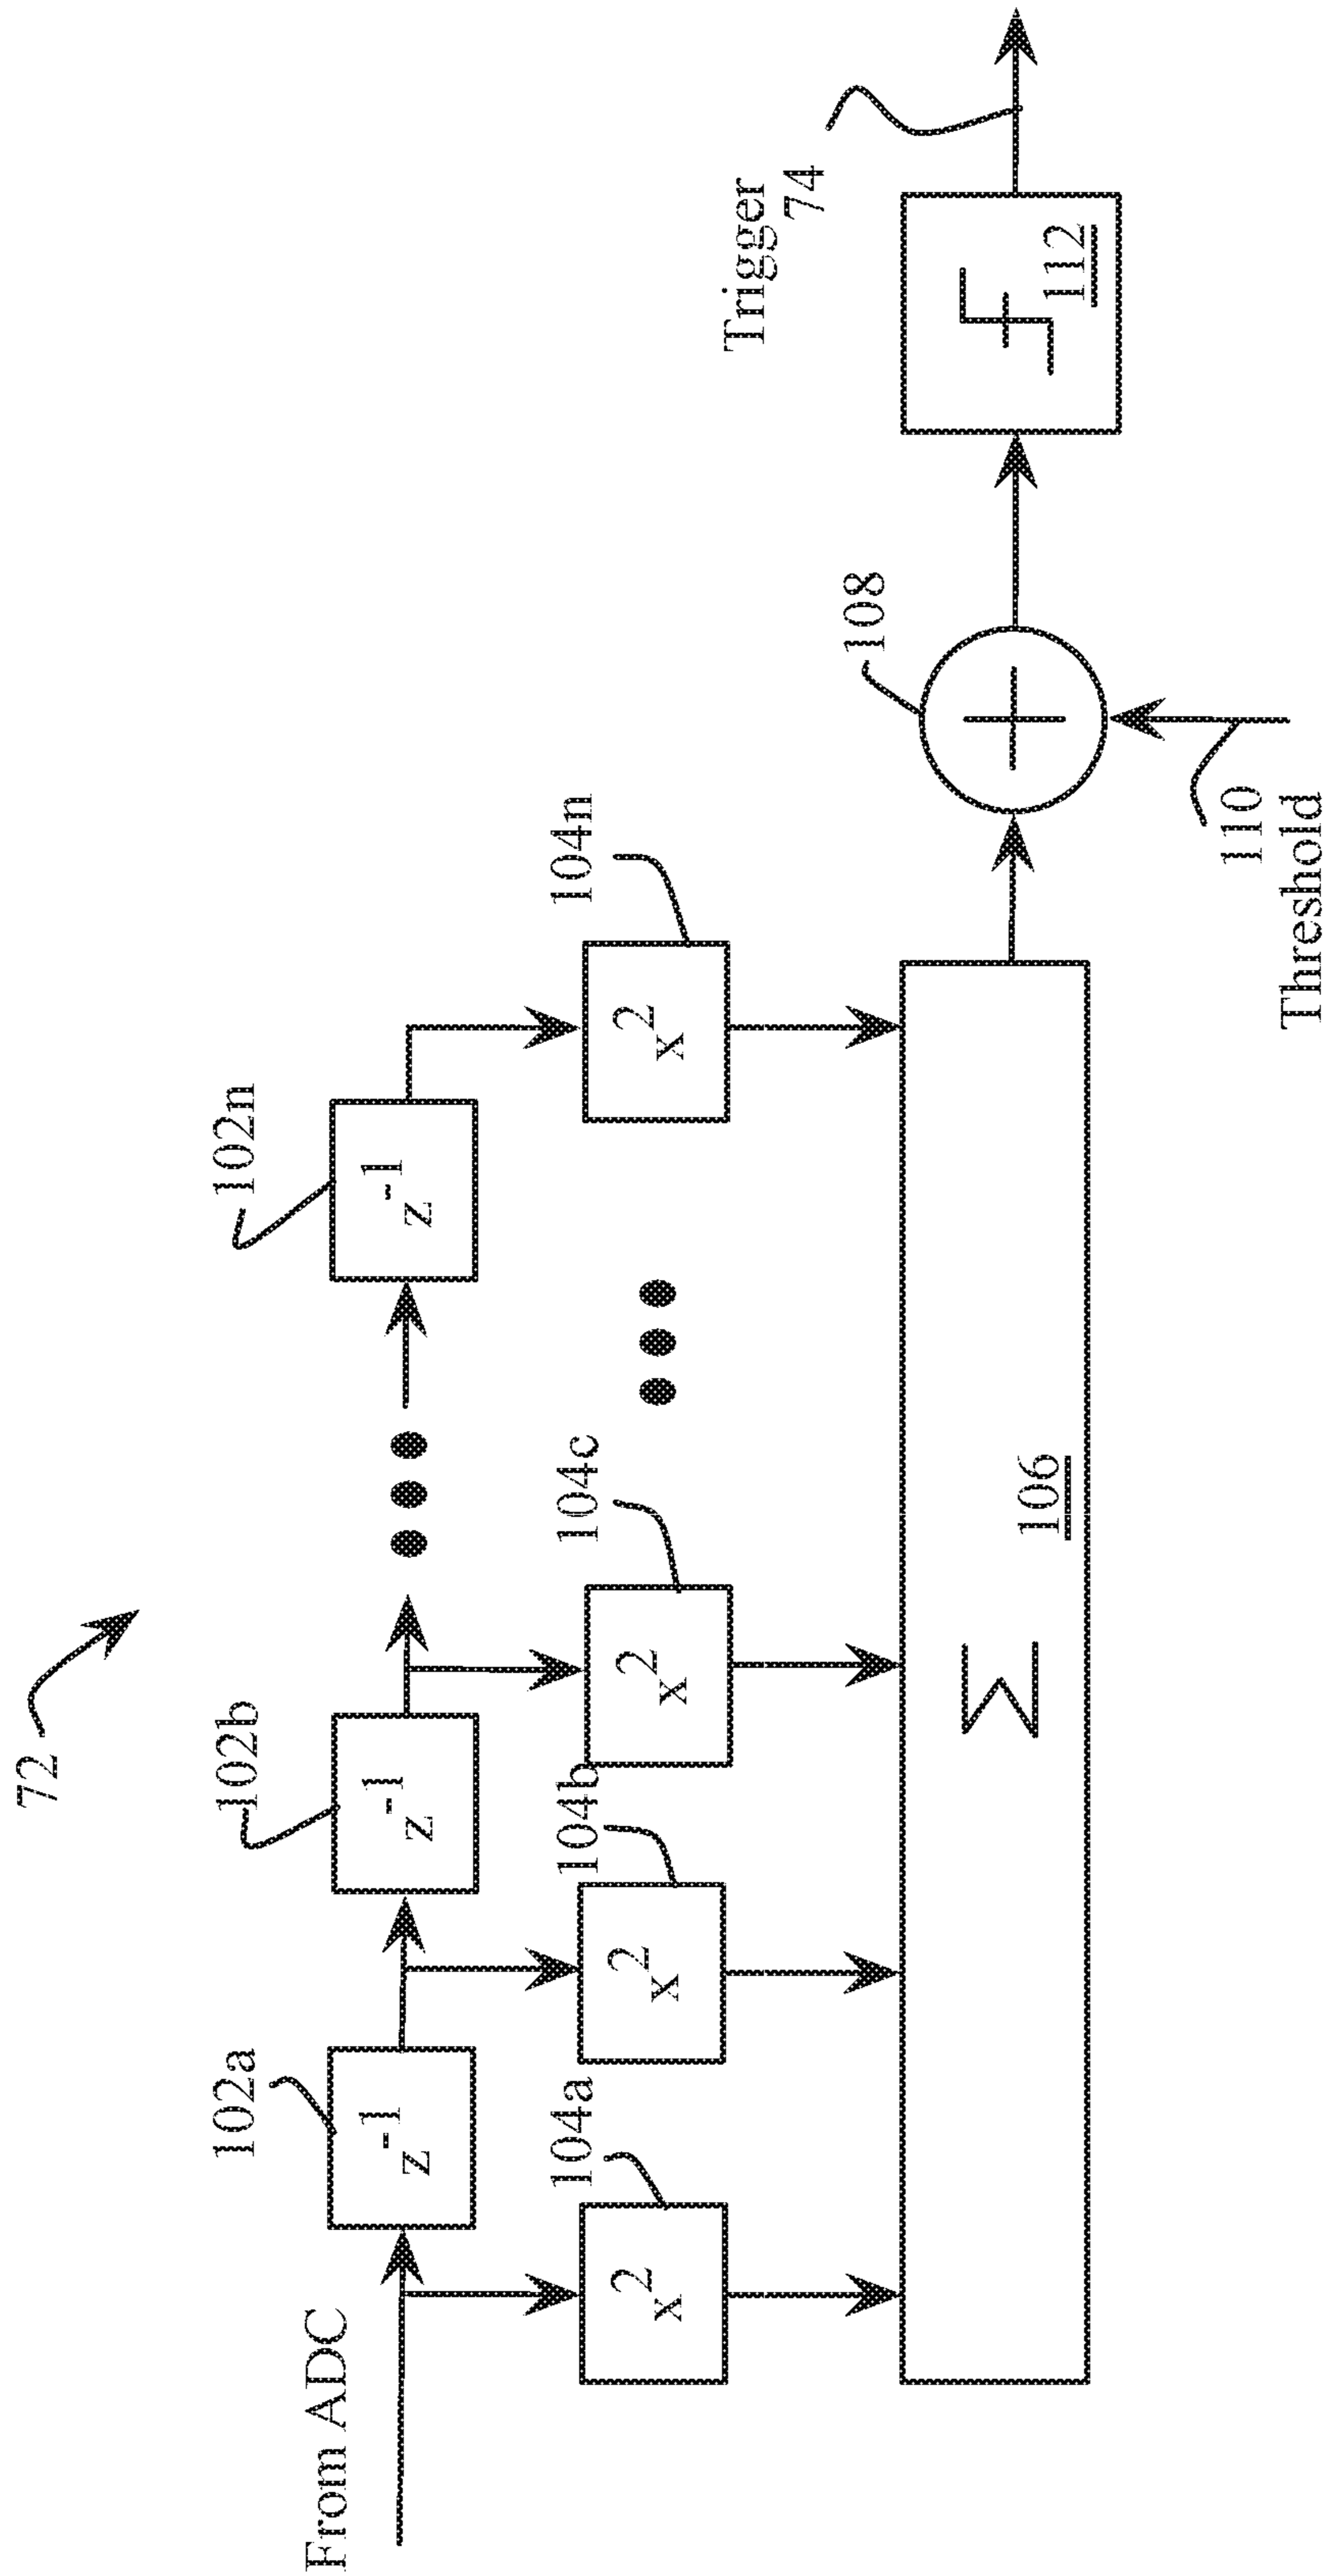 72
102a
102b
102n
From ADC
z-1
z-1
z-1
104a
104b
104c
104n
x2
x2
x2
x2
Σ
106
108
110
Threshold
112
Trigger
74